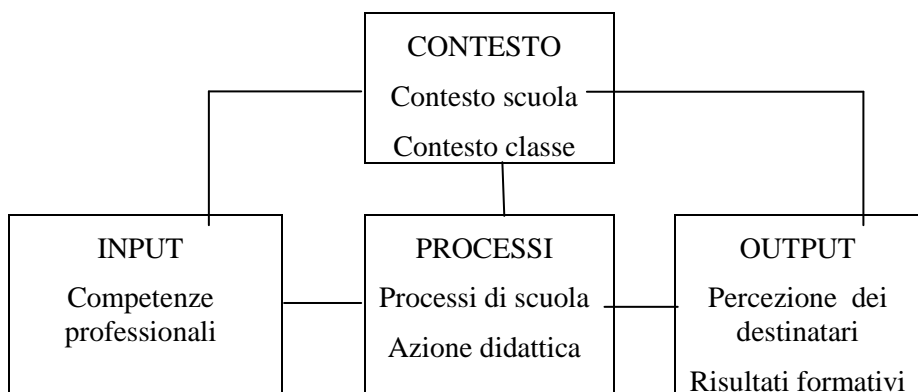 CONTESTO
Contesto scuola
Contesto classe
INPUT
Competenze
professionali
PROCESSI
Processi di scuola
Azione didattica
OUTPUT
Percezione dei
destinatari
Risultati formativi